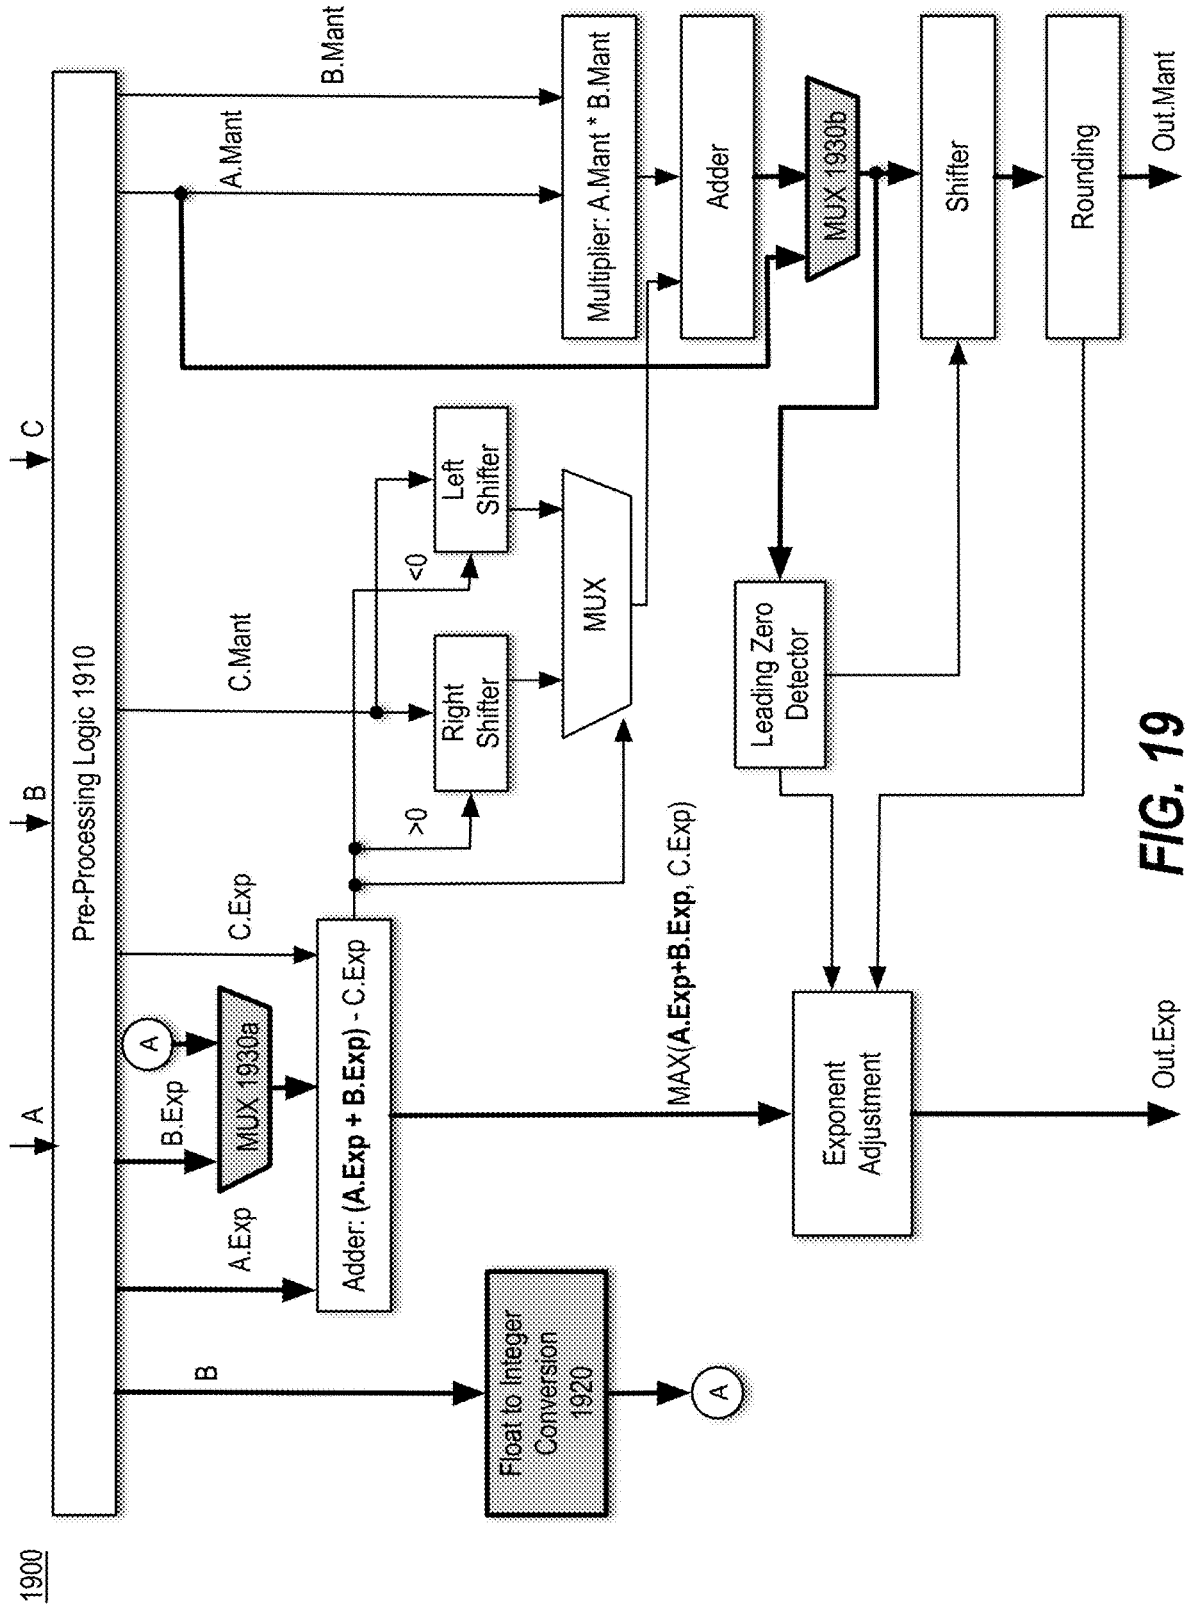 1900
A
B
C
Pre-Processing Logic 1910
B
A.Exp
B.Exp
A
MUX 1930a
C.Exp
C.Mant
A.Mant
B.Mant
Adder: (A.Exp + B.Exp) - C.Exp
>0
<0
Right
Shifter
Left
Shifter
MUX
Multiplier: A.Mant * B.Mant
Adder
MUX 1930b
Float to Integer
Conversion
1920
A
MAX(A.Exp+B.Exp, C.Exp)
Leading Zero
Detector
Shifter
Exponent
Adjustment
Rounding
Out.Exp
Out.Mant
FIG. 19